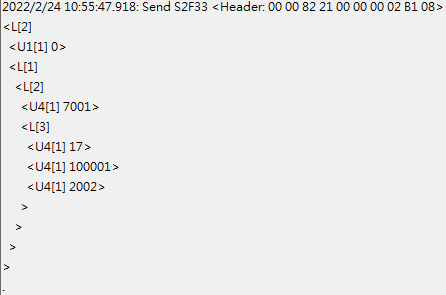 2022/2/24 10:55:47.918: Send S2F33 <Header: 00 00 82 21 00 00 00 02 B1 08>
<L[2]
<U1[1] 0>
<L[1]
<L[2]
<U4[1] 7001>
<L[3]
<U4[1] 17>
<U4[1] 100001>
<U4[1] 2002>
>
>
>
>
.